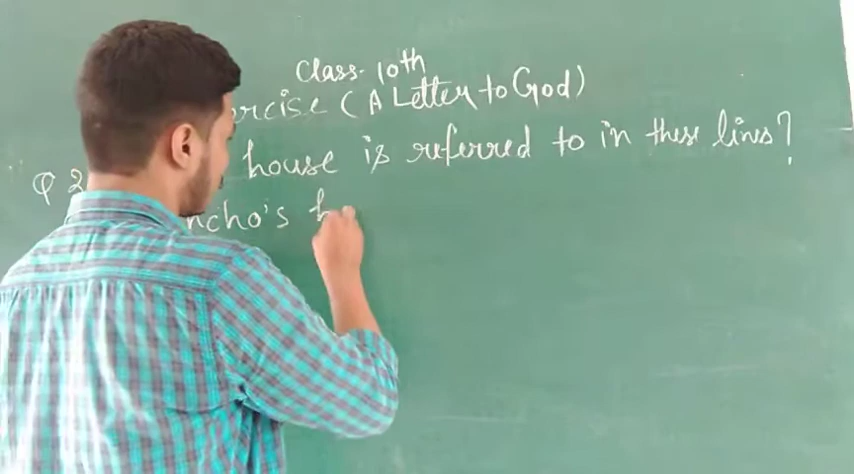 Class-10th
rcise (A Letter to God)
Q 2 house is referred to in these lines?
ncho's h